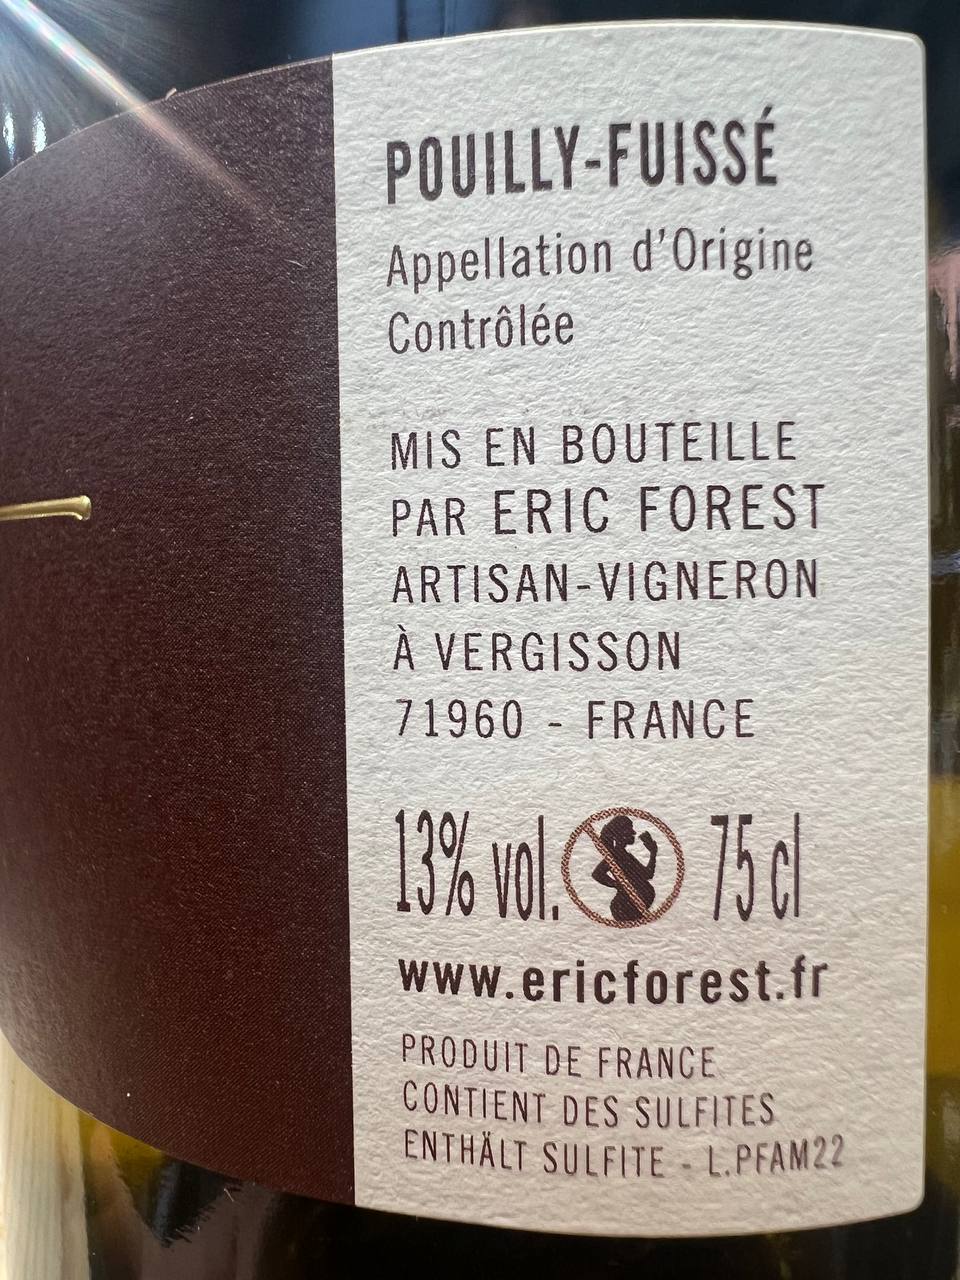 POUILLY-FUISSÉ
Appellation d'Origine
Contrôlée
MIS EN BOUTEILLE
PAR ERIC FOREST
ARTISAN-VIGNERON
À VERGISSON
71960 - FRANCE
13% vol. 75 cl
www.ericforest.fr
PRODUIT DE FRANCE
CONTIENT DES SULFITES
ENTHÄLT SULFITE - L.PFAM22